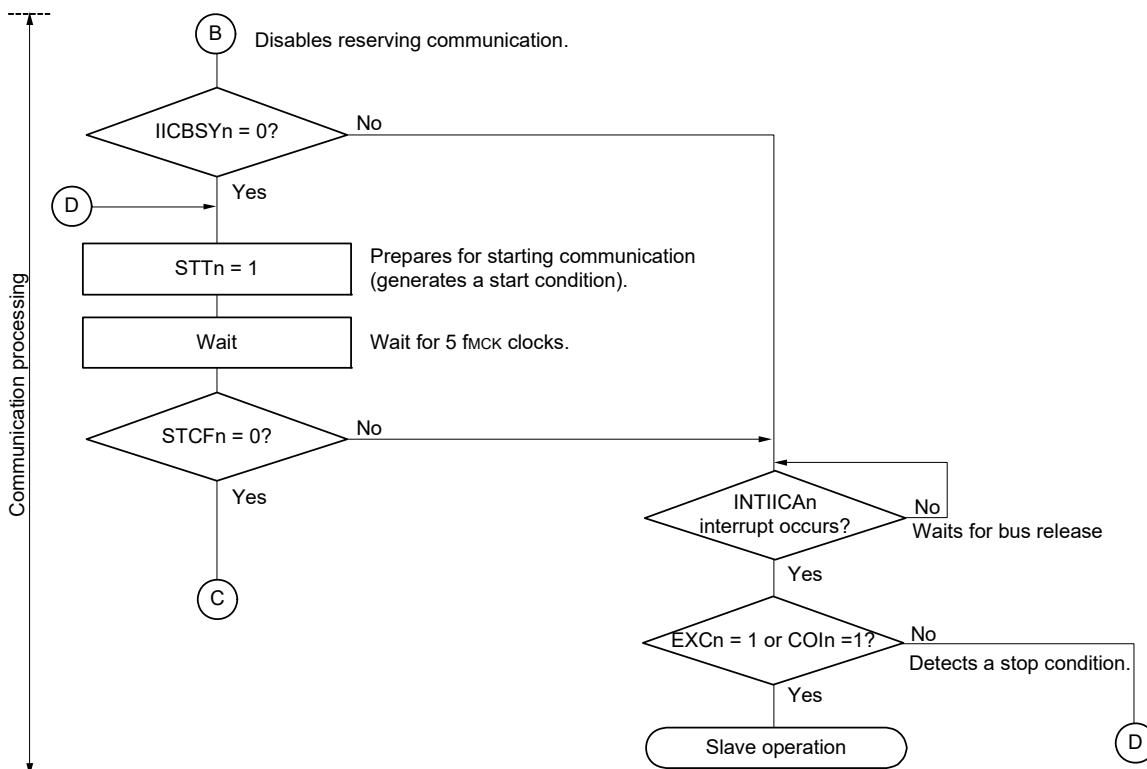 B
Disables reserving communication.
IICBSYn = 0?
No
Yes
D
STTn = 1
Prepares for starting communication
(generates a start condition).
Wait
Wait for 5 fMCK clocks.
STCFn = 0?
No
Yes
C
Communication processing
INTIICAn
interrupt occurs?
No
Waits for bus release
Yes
EXCn = 1 or COIn =1?
No
Detects a stop condition.
Yes
Slave operation
D